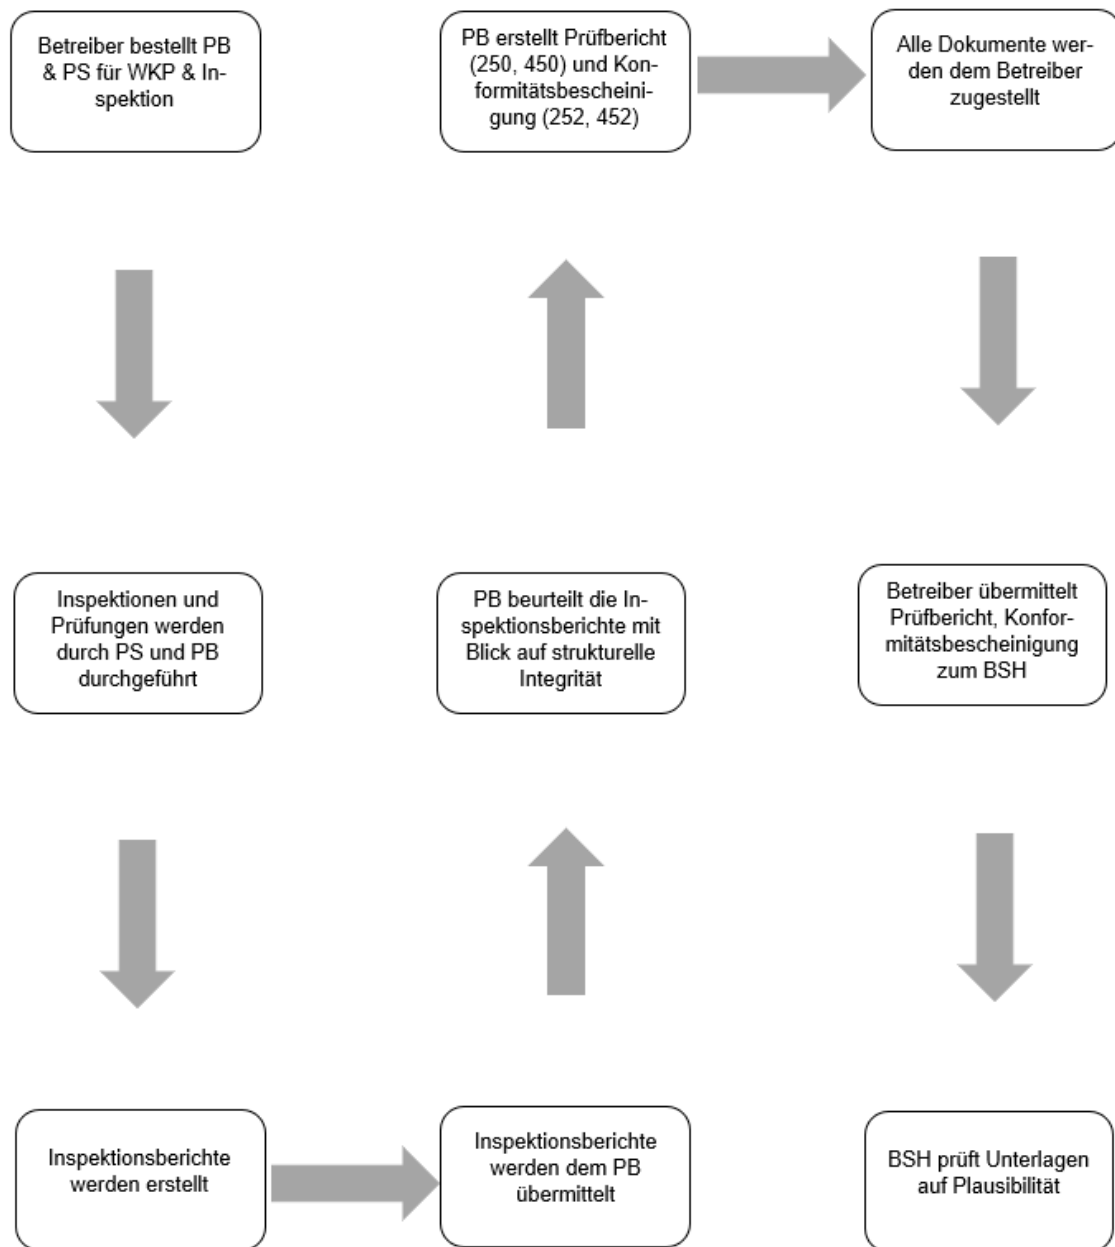 Betreiber bestellt PB
& PS für WKP & In-
spektion
Inspektionen und
Prüfungen werden
durch PS und PB
durchgeführt
Inspektionsberichte
werden erstellt
Inspektionsberichte
werden dem PB
übermittelt
PB beurteilt die In-
spektionsberichte mit
Blick auf strukturelle
Integrität
PB erstellt Prüfbericht
(250, 450) und Kon-
formitätsbescheini-
gung (252, 452)
Alle Dokumente wer-
den dem Betreiber
zugestellt
Betreiber übermittelt
Prüfbericht, Konfor-
mitätsbescheinigung
zum BSH
BSH prüft Unterlagen
auf Plausibilität